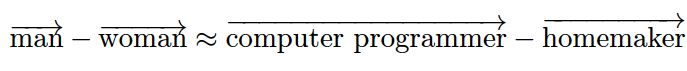 man − woman ≈ computer programmer − homemaker